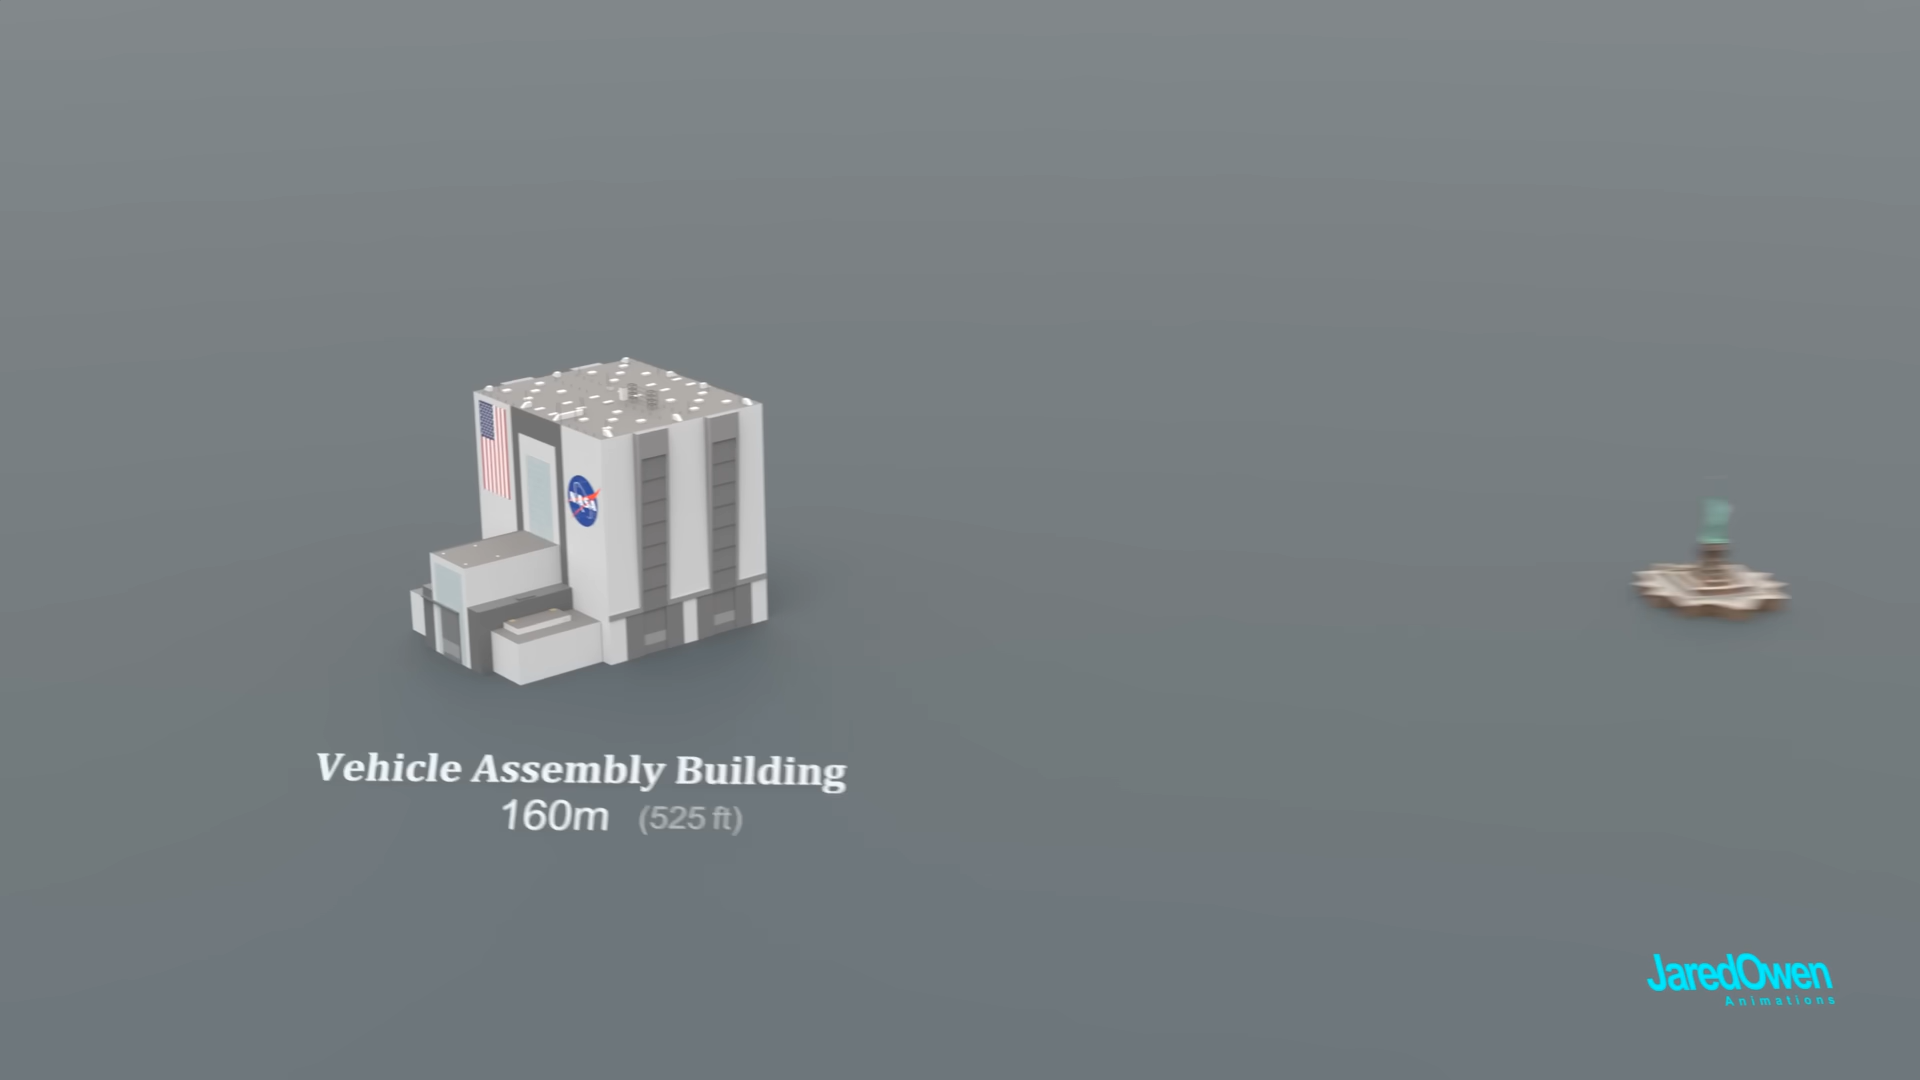 NASA
Vehicle Assembly Building
160m (525 ft)
JaredOwen
Animations